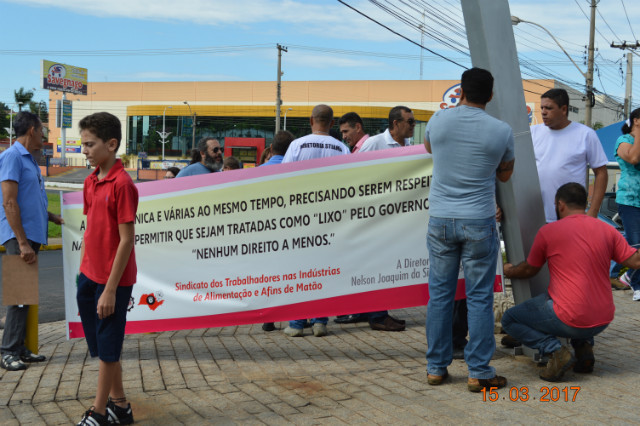 NICA E VÁRIAS AO MESMO TEMPO, PRECISANDO SEREM RESPEI
PERMITIR QUE SEJAM TRATADAS COMO "LIXO" PELO GOVERNO
"NENHUM DIREITO A MENOS."
Sindicato dos Trabalhadores nas Indústrias
de Alimentação e Afins de Matão
A Diretor
Nelson Joaquim da Si
15.03.2017